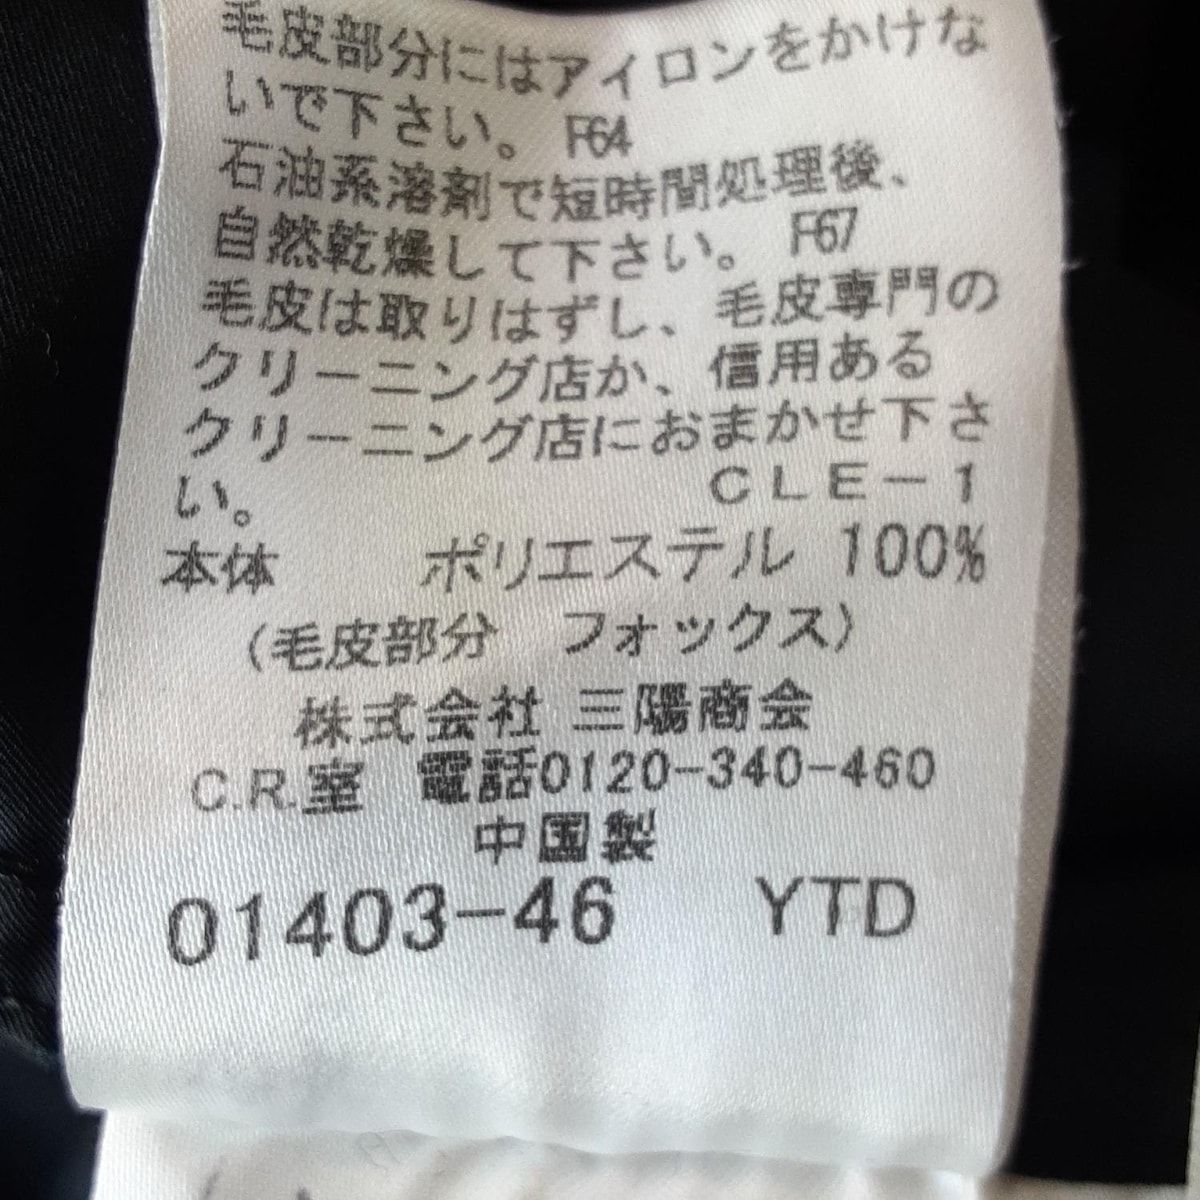 毛皮部分にはアイロンをかけな
いで下さい。 F64
石油系溶剤で短時間処理後、
自然乾燥して下さい。 F67
毛皮は取りはずし、毛皮専門の
クリーニング店か、信用ある
クリーニング店におまかせ下さ
い。 CLE-1
本体 ポリエステル 100%
(毛皮部分 フォックス)
株式会社 三陽商会
C.R.室 電話0120-340-460
中国製
01403-46 YTD